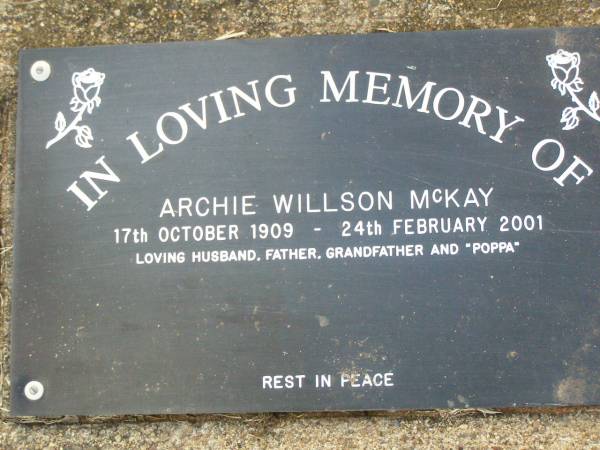 IN LOVING MEMORY OF
ARCHIE WILLSON McKAY
17th OCTOBER 1909 - 24th FEBRUARY 2001
LOVING HUSBAND, FATHER, GRANDFATHER AND "POPPA"
REST IN PEACE